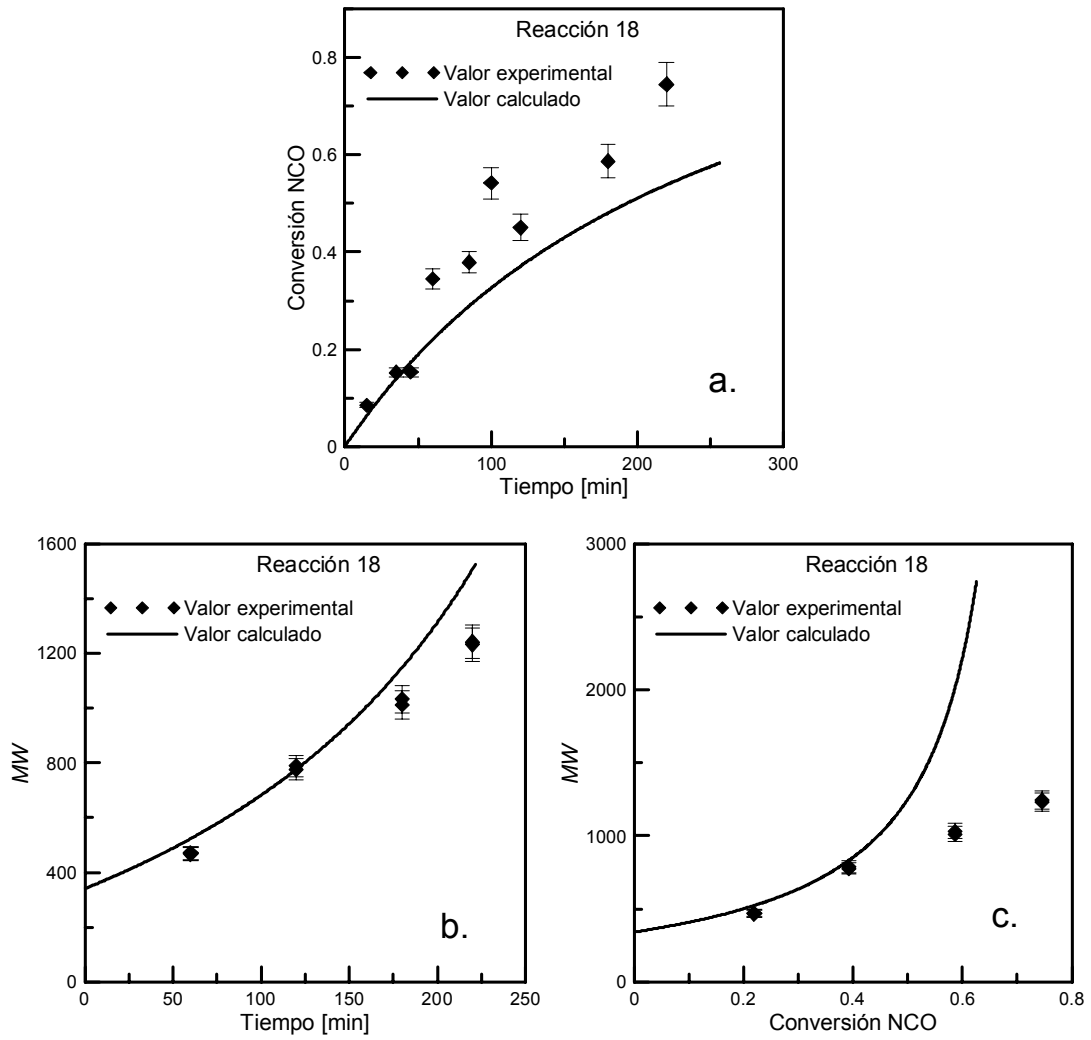 Reacción 18
Valor experimental
Valor calculado
0.8
0.6
0.4
0.2
0
Conversión NCO
a.
0 100 200 300
Tiempo [min]
Reacción 18
Valor experimental
Valor calculado
1600
1200
800
400
0
MW
b.
0 50 100 150 200 250
Tiempo [min]
Reacción 18
Valor experimental
Valor calculado
3000
2000
1000
0
MW
c.
0 0.2 0.4 0.6 0.8
Conversión NCO